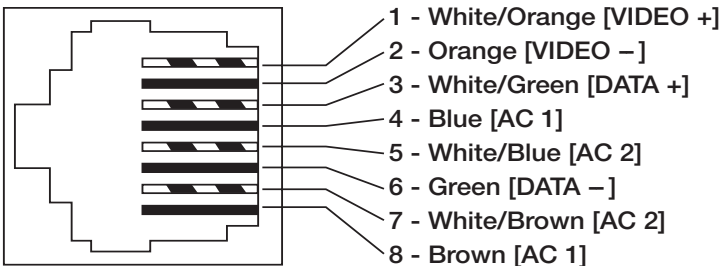 1 - White/Orange [VIDEO +]
2 - Orange [VIDEO −]
3 - White/Green [DATA +]
4 - Blue [AC 1]
5 - White/Blue [AC 2]
6 - Green [DATA −]
7 - White/Brown [AC 2]
8 - Brown [AC 1]